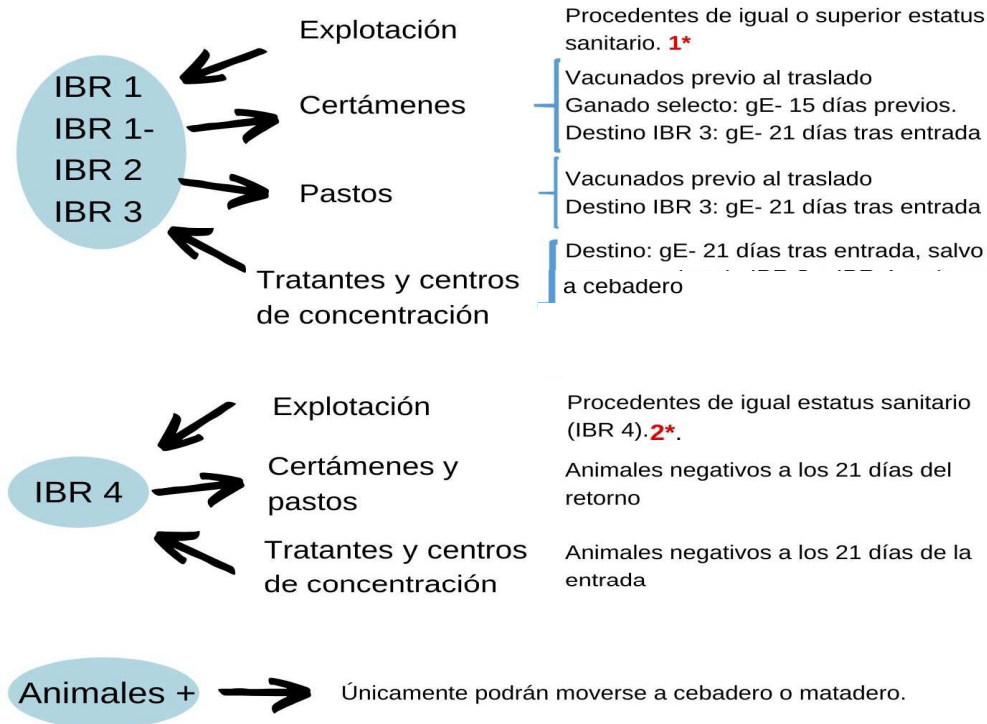 Explotación
Procedentes de igual o superior estatus
sanitario. 1*
IBR 1
IBR 1-
IBR 2
IBR 3
Certámenes
Vacunados previo al traslado
Ganado selecto: gE- 15 días previos.
Destino IBR 3: gE- 21 días tras entrada
Pastos
Vacunados previo al traslado
Destino IBR 3: gE- 21 días tras entrada
Tratantes y centros
de concentración
Destino: gE- 21 días tras entrada, salvo
a cebadero
Explotación
Procedentes de igual estatus sanitario
(IBR 4).2*.
IBR 4
Certámenes y
pastos
Animales negativos a los 21 días del
retorno
Tratantes y centros
de concentración
Animales negativos a los 21 días de la
entrada
Animales +
Únicamente podrán moverse a cebadero o matadero.